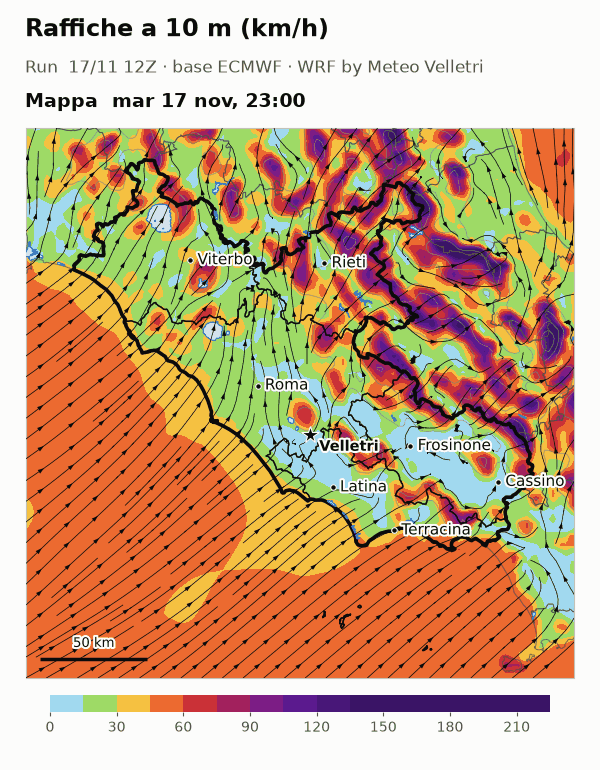 Raffiche a 10 m (km/h)
Run 17/11 12Z · base ECMWF · WRF by Meteo Velletri
Mappa mar 17 nov, 23:00
Viterbo
Rieti
Roma
Velletri
Frosinone
Cassino
Latina
Terracina
50 km
0 30 60 90 120 150 180 210